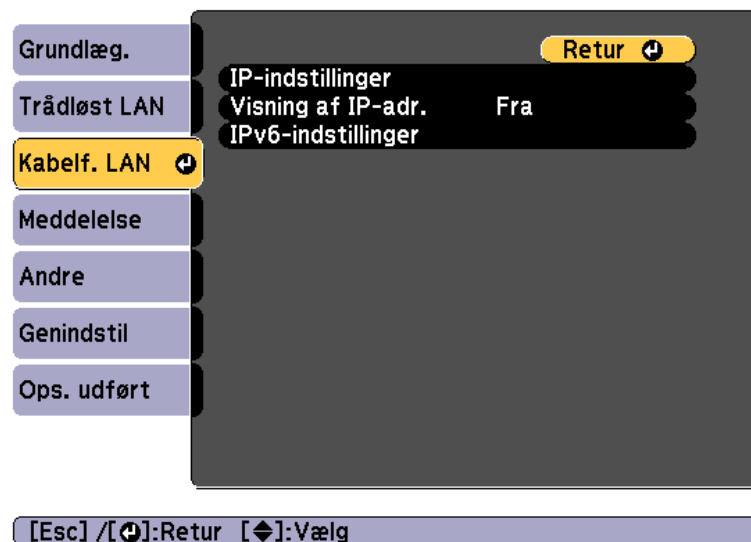 Grundlæg.
Trådløst LAN
Kabelf. LAN
Meddelelse
Andre
Genindstil
Ops. udført
Retur
IP-indstillinger
Visning af IP-adr. Fra
IPv6-indstillinger
[Esc] /[⏎]:Retur [◆]:Vælg